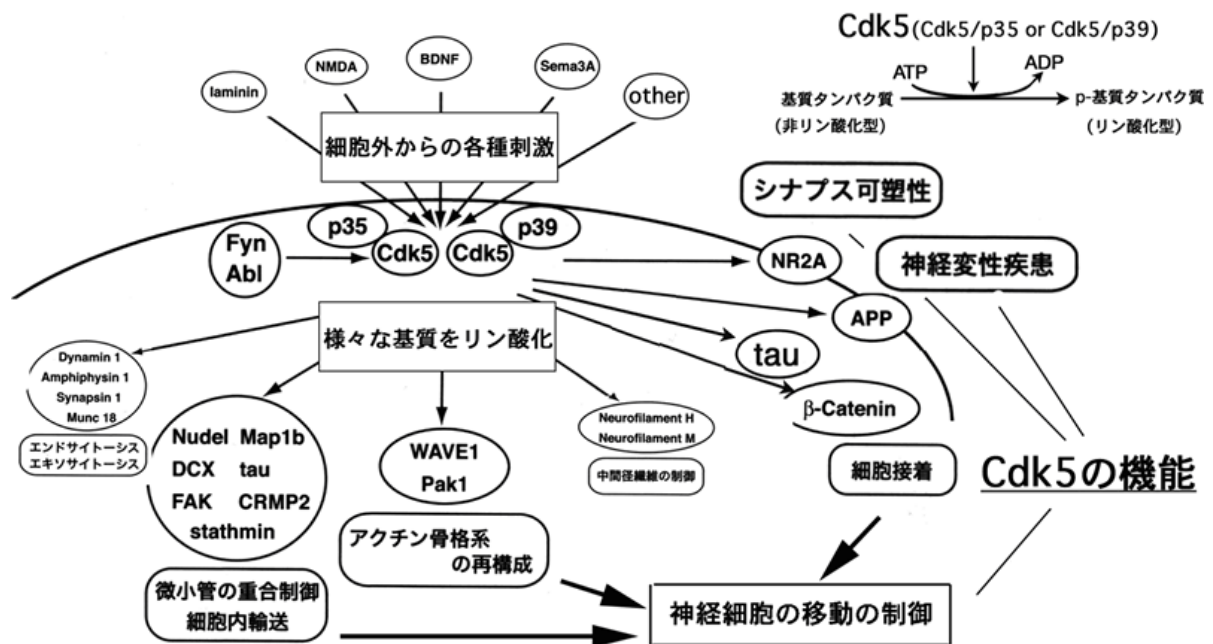 Cdk5(Cdk5/p35 or Cdk5/p39)
ATP
ADP
基質タンパク質
(非リン酸化型)
p-基質タンパク質
(リン酸化型)
laminin
NMDA
BDNF
Sema3A
other
細胞外からの各種刺激
シナプス可塑性
神経変性疾患
Fyn
Abl
p35
Cdk5
Cdk5
p39
NR2A
APP
tau
β-Catenin
細胞接着
様々な基質をリン酸化
Dynamin 1
Amphiphysin 1
Synapsin 1
Munc 18
エンドサイトーシス
エキソサイトーシス
Nudel Map1b
DCX tau
FAK CRMP2
stathmin
微小管の重合制御
細胞内輸送
WAVE1
Pak1
アクチン骨格系
の再構成
Neurofilament H
Neurofilament M
中間径繊維の制御
Cdk5の機能
神経細胞の移動の制御